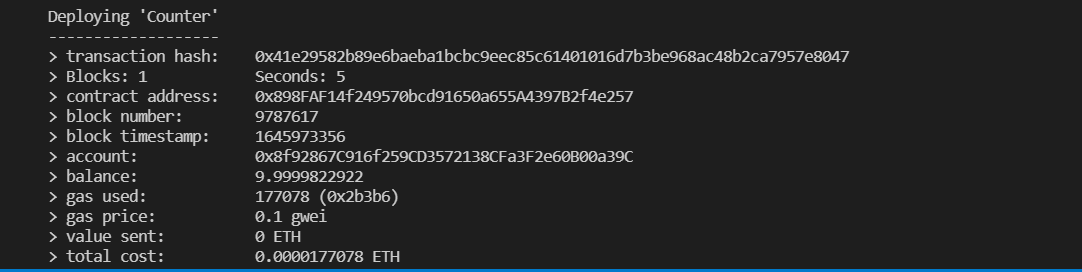 Deploying 'Counter'
-------------------
> transaction hash:    0x41e29582b89e6baeba1bcbc9eec85c61401016d7b3be968ac48b2ca7957e8047
> Blocks: 1            Seconds: 5
> contract address:    0x898FAF14f249570bcd91650a655A4397B2f4e257
> block number:        9787617
> block timestamp:     1645973356
> account:             0x8f92867C916f259CD3572138CFa3F2e60B00a39C
> balance:             9.9999822922
> gas used:            177078 (0x2b3b6)
> gas price:           0.1 gwei
> value sent:          0 ETH
> total cost:          0.0000177078 ETH